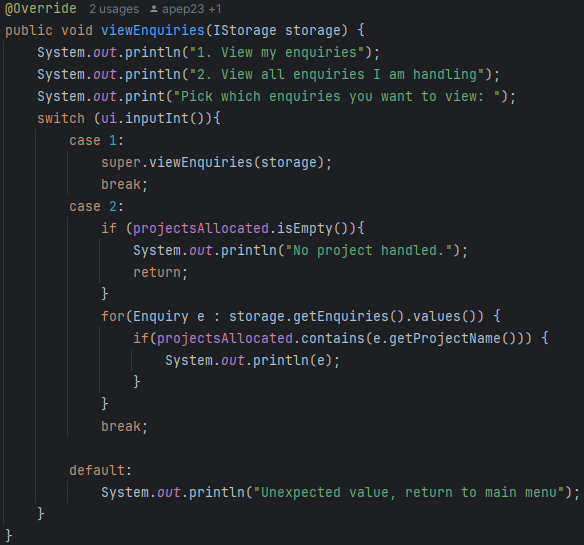 @Override 2 usages apep23 +1
public void viewEnquiries(IStorage storage) {
    System.out.println("1. View my enquiries");
    System.out.println("2. View all enquiries I am handling");
    System.out.print("Pick which enquiries you want to view: ");
    switch (ui.inputInt()){
        case 1:
            super.viewEnquiries(storage);
            break;
        case 2:
            if (projectsAllocated.isEmpty()){
                System.out.println("No project handled.");
                return;
            }
            for(Enquiry e : storage.getEnquiries().values()) {
                if(projectsAllocated.contains(e.getProjectName())) {
                    System.out.println(e);
                }
            }
            break;

        default:
            System.out.println("Unexpected value, return to main menu");
    }
}